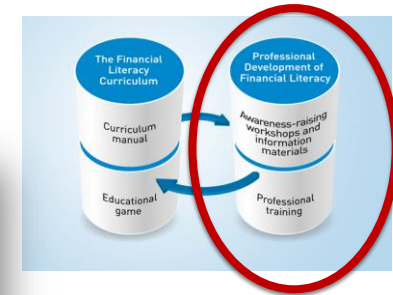 The Financial
Literacy
Curriculum
Curriculum
manual
Educational
game
Professional
Development of
Financial Literacy
Awareness-raising
workshops and
information
materials
Professional
training